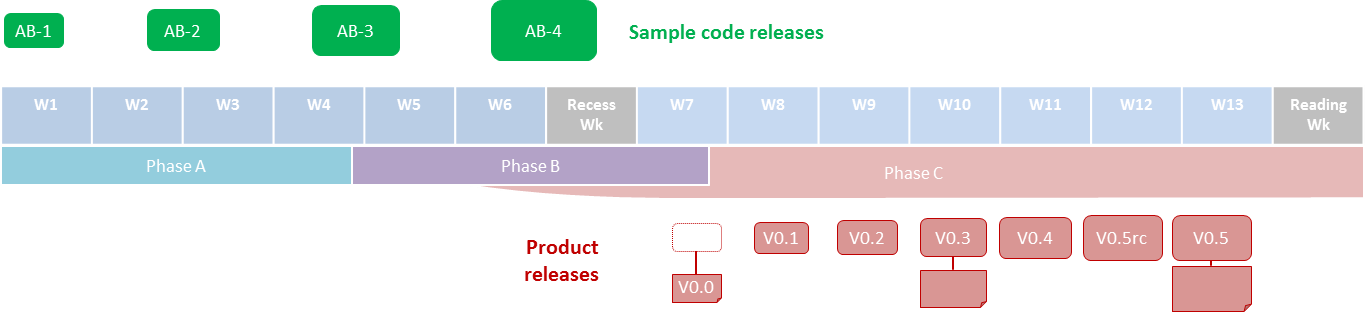 AB-1 AB-2 AB-3 AB-4 Sample code releases
W1 W2 W3 W4 W5 W6 Recess Wk W7 W8 W9 W10 W11 W12 W13 Reading Wk
Phase A Phase B Phase C
Product releases
V0.1 V0.2 V0.3 V0.4 V0.5rc V0.5
V0.0